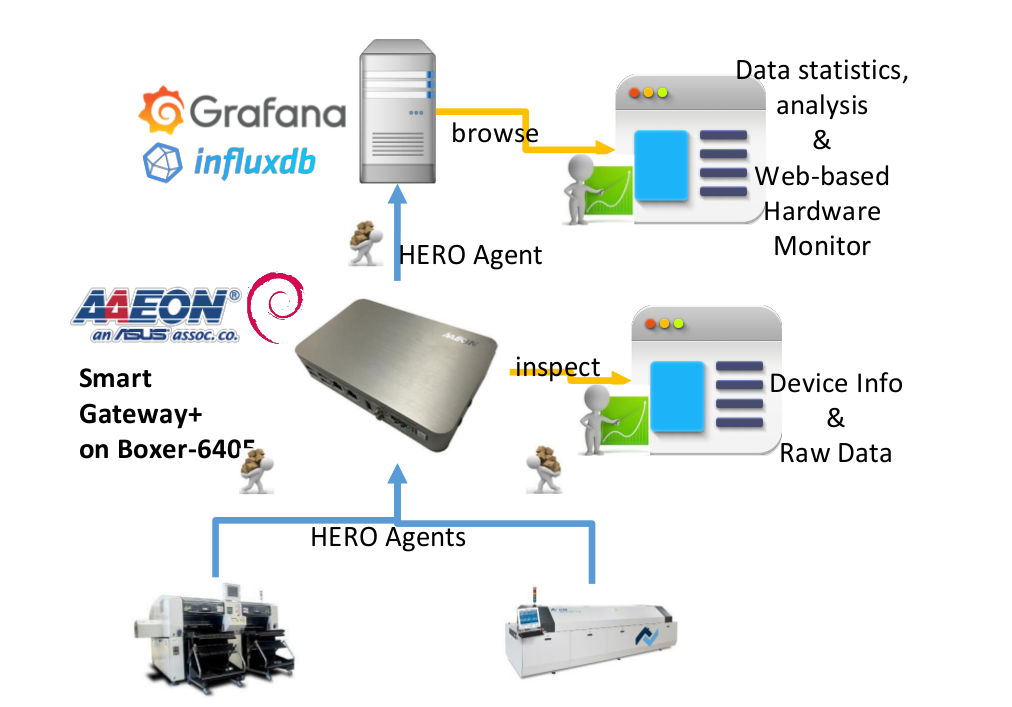 Grafana
influxdb
browse
Data statistics,
analysis
&
Web-based
Hardware
Monitor
HERO Agent
AAEON®
an ASUS assoc. co.
AAEON
Smart
Gateway+
on Boxer-6405
inspect
Device Info
&
Raw Data
HERO Agents